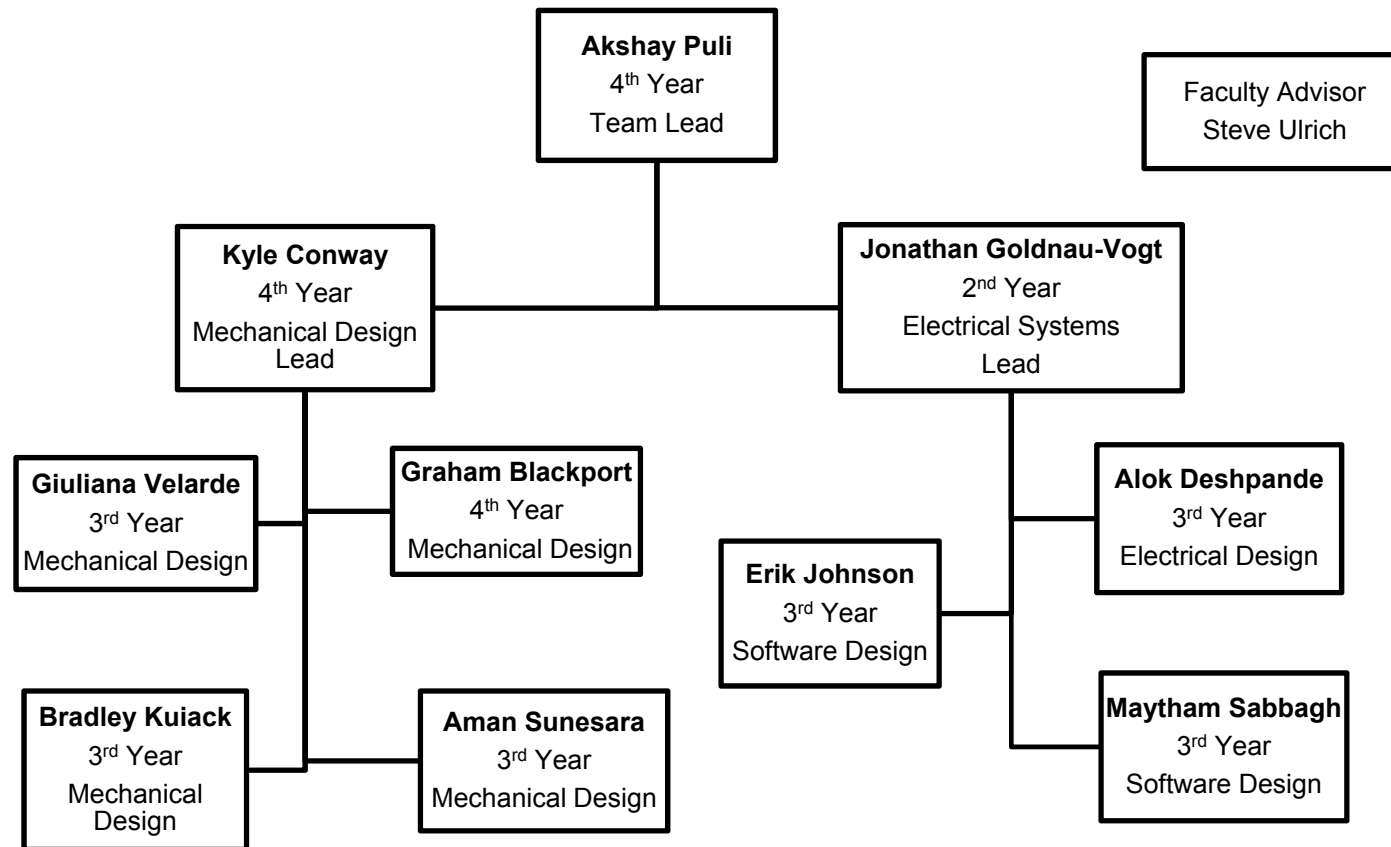 Akshay Puli
4th Year
Team Lead
Faculty Advisor
Steve Ulrich
Kyle Conway
4th Year
Mechanical Design
Lead
Jonathan Goldnau-Vogt
2nd Year
Electrical Systems
Lead
Giuliana Velarde
3rd Year
Mechanical Design
Graham Blackport
4th Year
Mechanical Design
Erik Johnson
3rd Year
Software Design
Alok Deshpande
3rd Year
Electrical Design
Bradley Kuiack
3rd Year
Mechanical
Design
Aman Sunesara
3rd Year
Mechanical Design
Maytham Sabbagh
3rd Year
Software Design